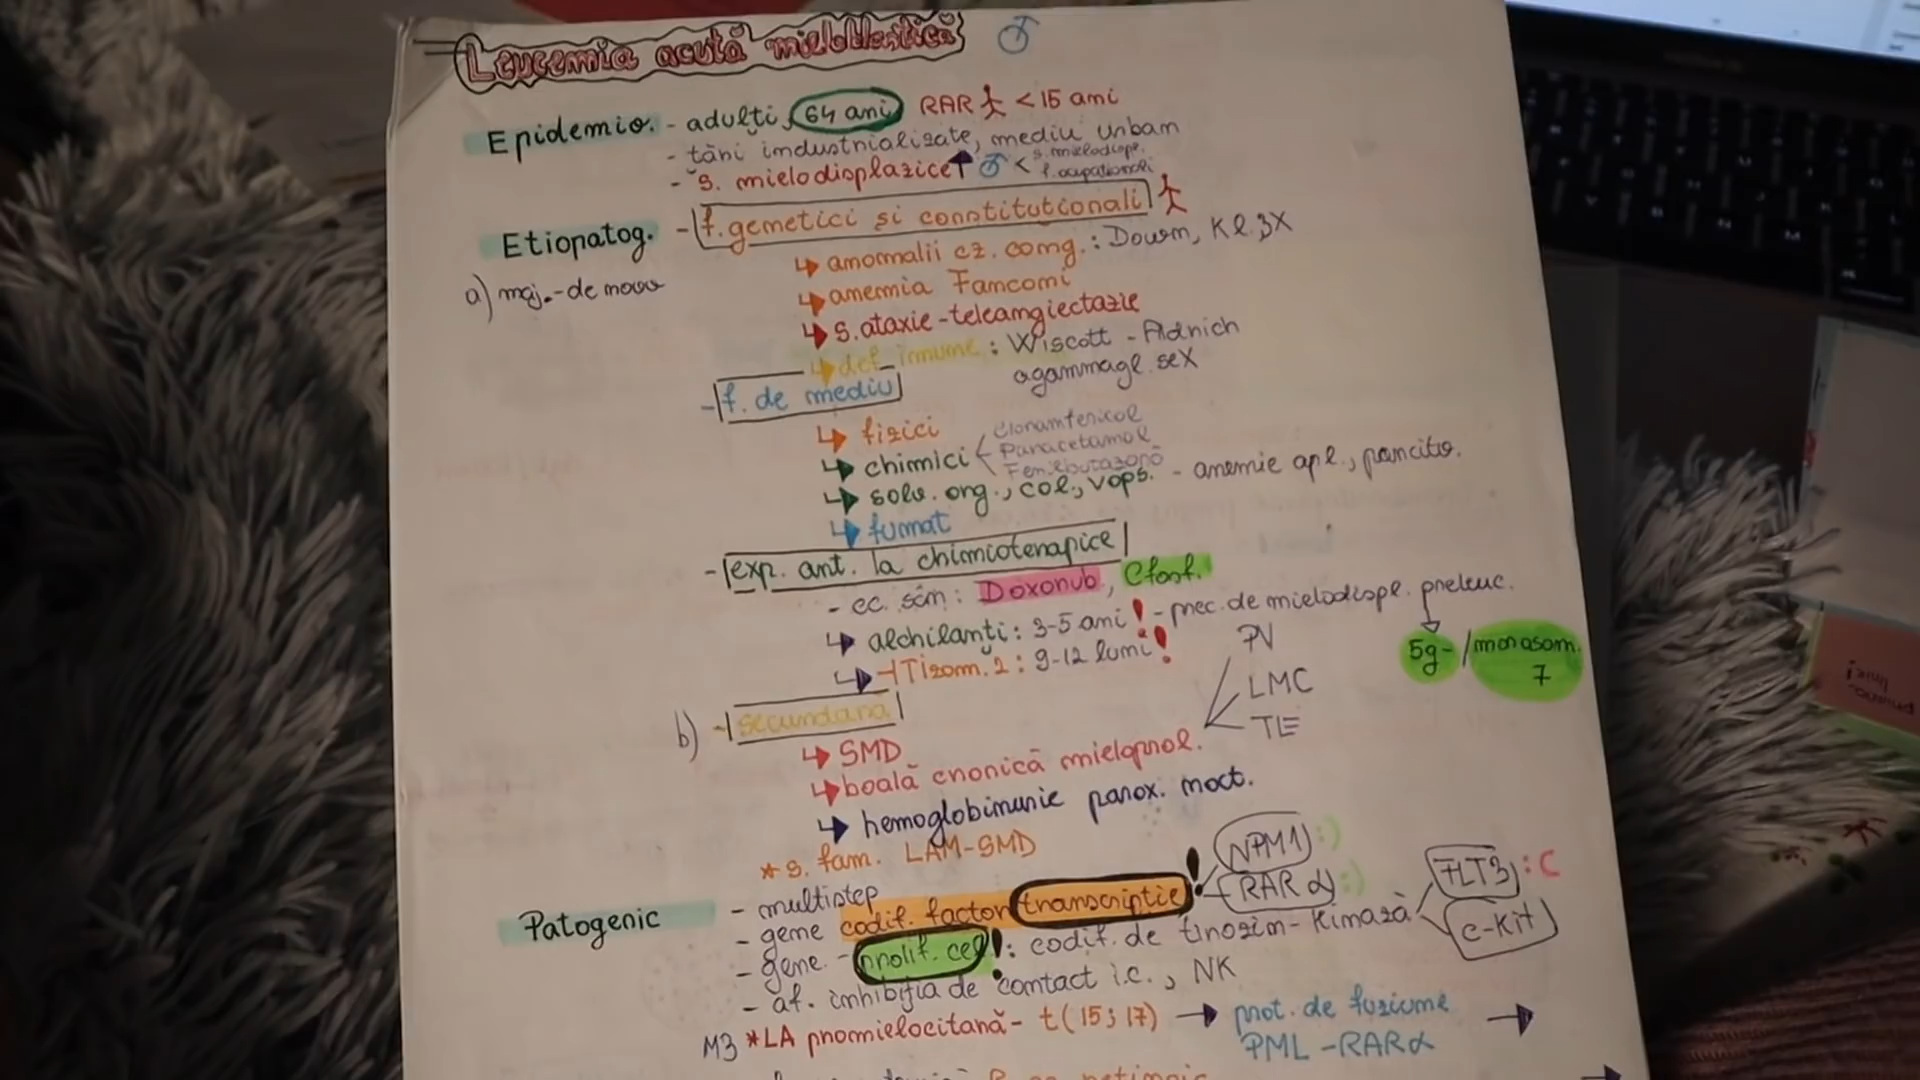 Leucemia acută mieloblastică ♂
Epidemio. - adulți, 64 ani RAR < 15 ani
- țări industrializate, mediu urban
- s. mielodisplazice ↑ ♂ < s. mielodispl.
f. ocupaționali
Etiopatog. - f. genetici și constituționali
a) maj. - de novo
↳ anomalii cz. cong. : Down, Kl. 3X
↳ anemia Fanconi
↳ s. ataxie-teleangiectazie
↳ def. imune : Wiscott - Aldrich
agammagl. sex
- f. de mediu
↳ fizici
↳ chimici < Clonamfenicol
Paracetamol
Fenilbutazonă
↳ solv. org., col., vops. - anemie apl., pancito.
↳ fumat
- exp. ant. la chimioterapice
- ec. săn : Doxorub, Cfosf.
↳ alchilanți : 3-5 ani ! - prec. de mielodispl. preleuc.
→ 5q- / monosom. 7
↳ ⊣Tizom. 2 : 9-12 luni !
b) - secundară
↳ SMD
↳ boală cronică mieloprol. < PV
LMC
TE
↳ hemoglobinurie parox. noct.
* s. fam. LAM-SMD
Patogenic - multistep
- gene codif. factori transcripție ! < NPM1 :)
RAR α :)
- gene - prolif. cel ! : codif. de tirozin-kinază < FLT3 :C
c-Kit
- af. inhibiția de contact i.c., NK
M3 * LA promielocitară - t(15;17) → prot. de fuziune →
PML-RARα